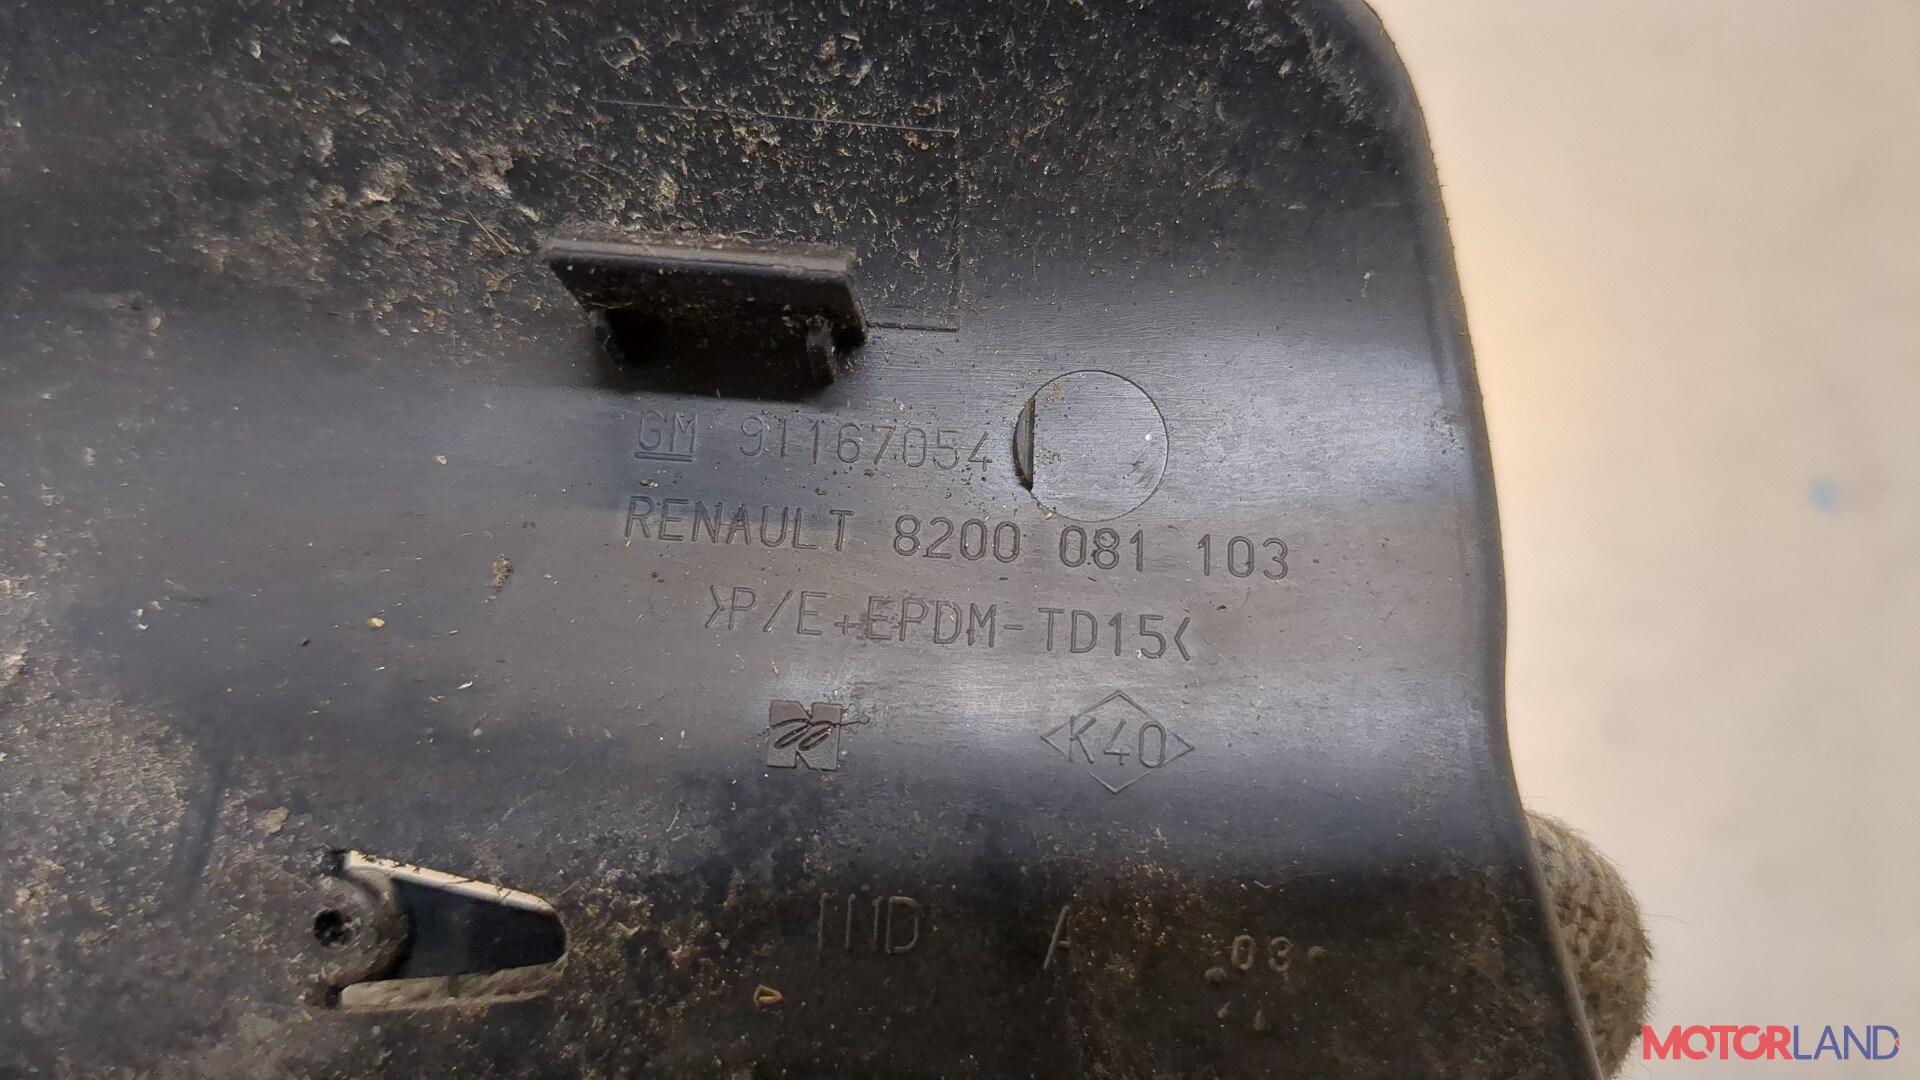 GM 91167054
RENAULT 8200 081 103
>P/E+EPDM-TD15<
K40
IND A 03
MOTORLAND